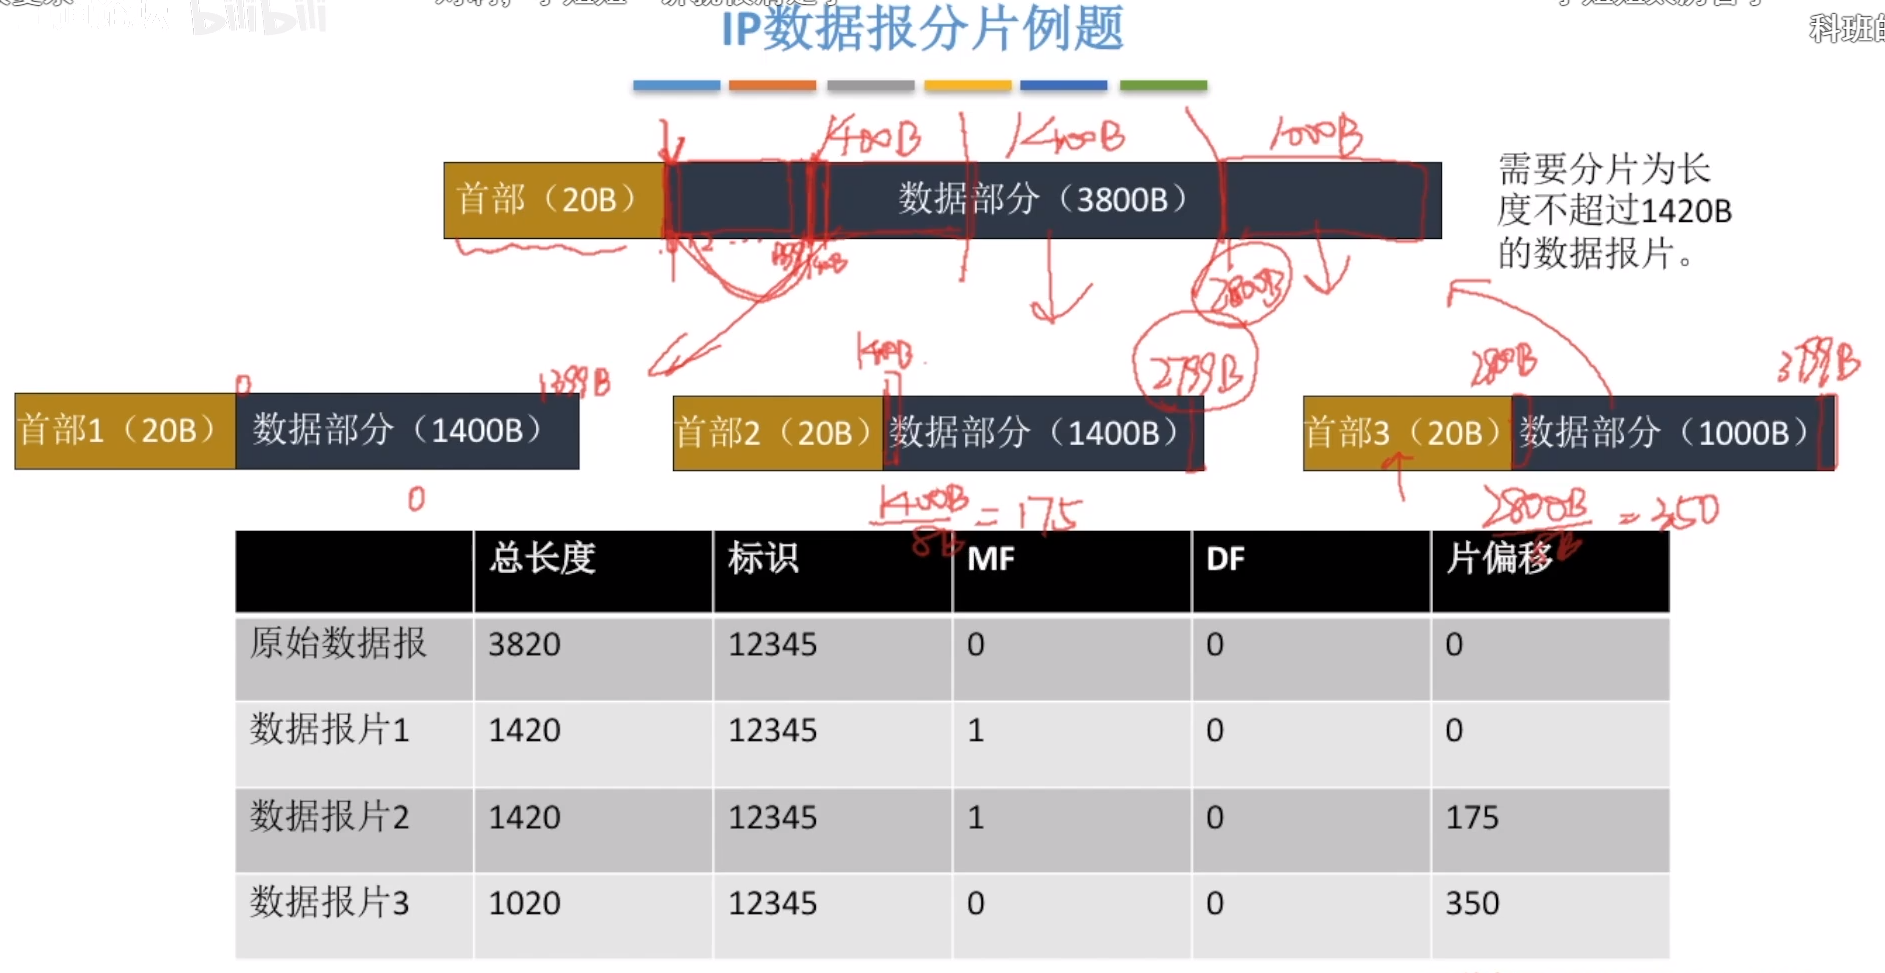 bilibili
IP数据报分片例题
科班
1400B 1400B 1000B
首部（20B） 数据部分（3800B）
需要分片为长
度不超过1420B
的数据报片。
2800B
1400B 2799B 2800B 3799B
0 1399B
首部1（20B） 数据部分（1400B） 首部2（20B） 数据部分（1400B） 首部3（20B） 数据部分（1000B）
0 1400B/8B = 175 2800B/8B = 350
总长度 标识 MF DF 片偏移
原始数据报 3820 12345 0 0 0
数据报片1 1420 12345 1 0 0
数据报片2 1420 12345 1 0 175
数据报片3 1020 12345 0 0 350